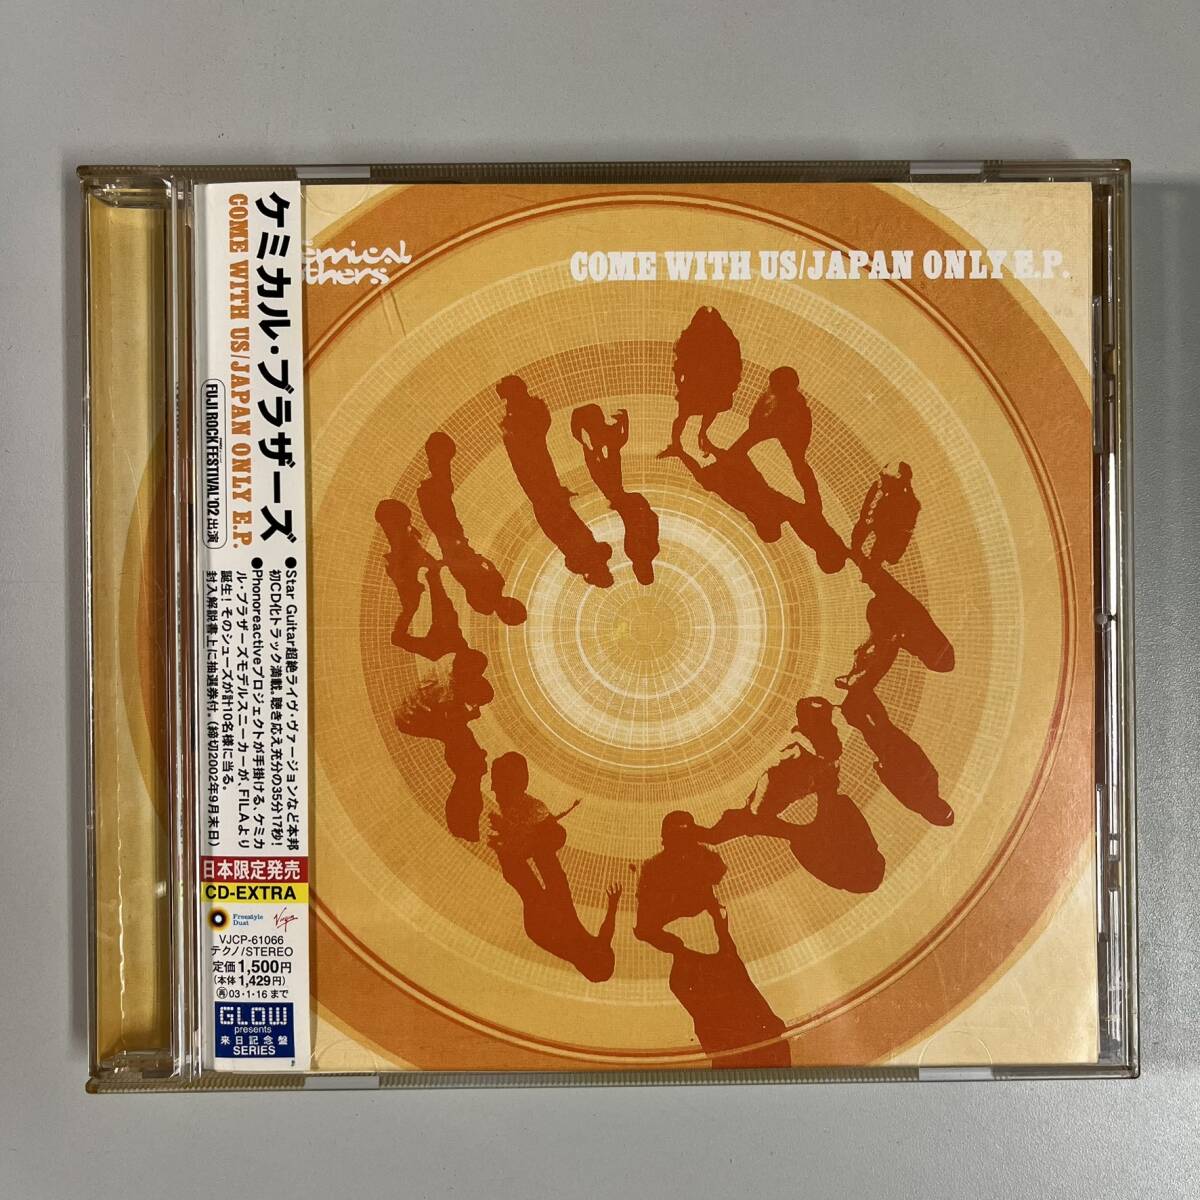 ケミカル・ブラザーズ
COME WITH US/JAPAN ONLY E.P.
FUJI ROCK FESTIVAL'02 出演
●Star Guitar超絶ライヴ・ヴァージョンなど本邦
初CD化トラック満載。聴き応え充分の35分17秒!
●Phonoreactiveプロジェクトが手掛ける、ケミカ
ル・ブラザーズモデルスニーカーが、FILAより
誕生!そのシューズが計10名様に当る。
封入解説書上に抽選券付。(締切2002年9月末日)
日本限定発売
CD-EXTRA
Freestyle
Dust
Virgin
VJCP-61066
テクノ/STEREO
定価1,500円
(本体1,429円)
再03・1・16まで
GLOW
presents
来日記念盤
SERIES
emical
thers
COME WITH US/JAPAN ONLY E.P.